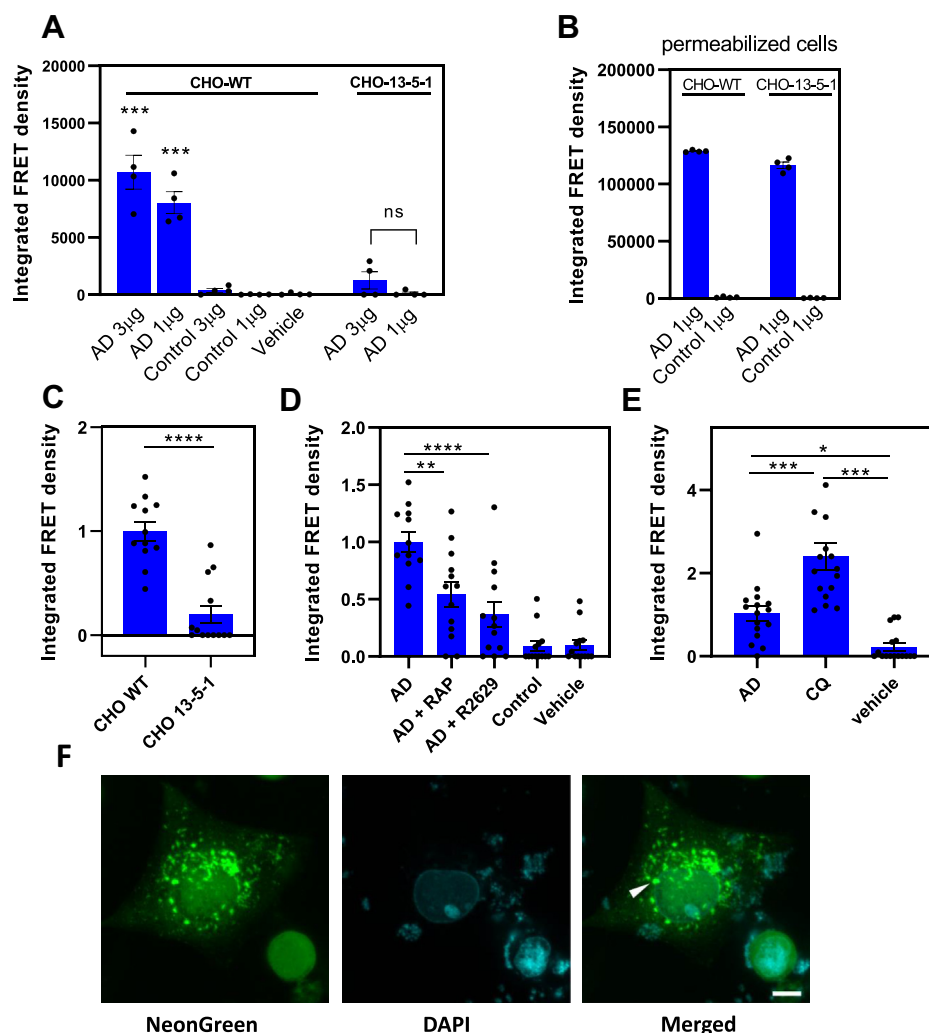 A
Integrated FRET density
20000
15000
10000
5000
0
CHO-WT
CHO-13-5-1
***
***
ns
AD 3µg
AD 1µg
Control 3µg
Control 1µg
Vehicle
AD 3µg
AD 1µg
B
permeabilized cells
Integrated FRET density
200000
150000
100000
50000
0
CHO-WT
CHO-13-5-1
AD 1µg
Control 1µg
AD 1µg
Control 1µg
C
Integrated FRET density
2
1
0
****
CHO WT
CHO 13-5-1
D
Integrated FRET density
2.0
1.5
1.0
0.5
0.0
****
**
AD
AD + RAP
AD + R2629
Control
Vehicle
E
Integrated FRET density
4
2
0
*
***
***
AD
CQ
vehicle
F
NeonGreen
DAPI
Merged